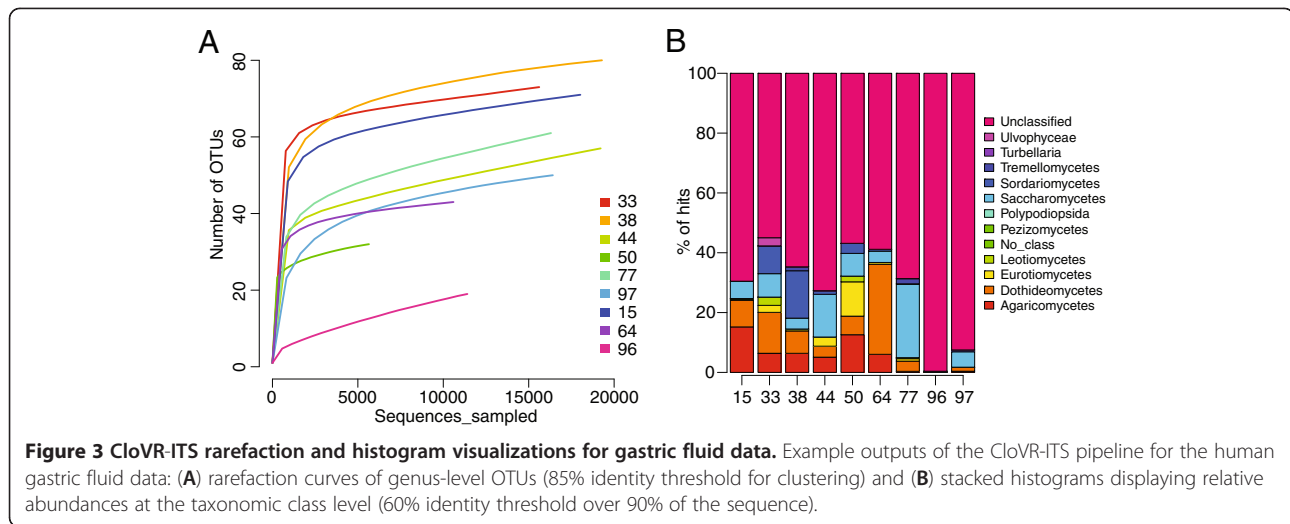 A
Number of OTUs
80
60
40
20
0
0 5000 10000 15000 20000
Sequences_sampled
33
38
44
50
77
97
15
64
96
B
% of hits
100
80
60
40
20
0
15 33 38 44 50 64 77 96 97
Unclassified
Ulvophyceae
Turbellaria
Tremellomycetes
Sordariomycetes
Saccharomycetes
Polypodiopsida
Pezizomycetes
No_class
Leotiomycetes
Eurotiomycetes
Dothideomycetes
Agaricomycetes
Figure 3 CloVR-ITS rarefaction and histogram visualizations for gastric fluid data. Example outputs of the CloVR-ITS pipeline for the human
gastric fluid data: (A) rarefaction curves of genus-level OTUs (85% identity threshold for clustering) and (B) stacked histograms displaying relative
abundances at the taxonomic class level (60% identity threshold over 90% of the sequence).